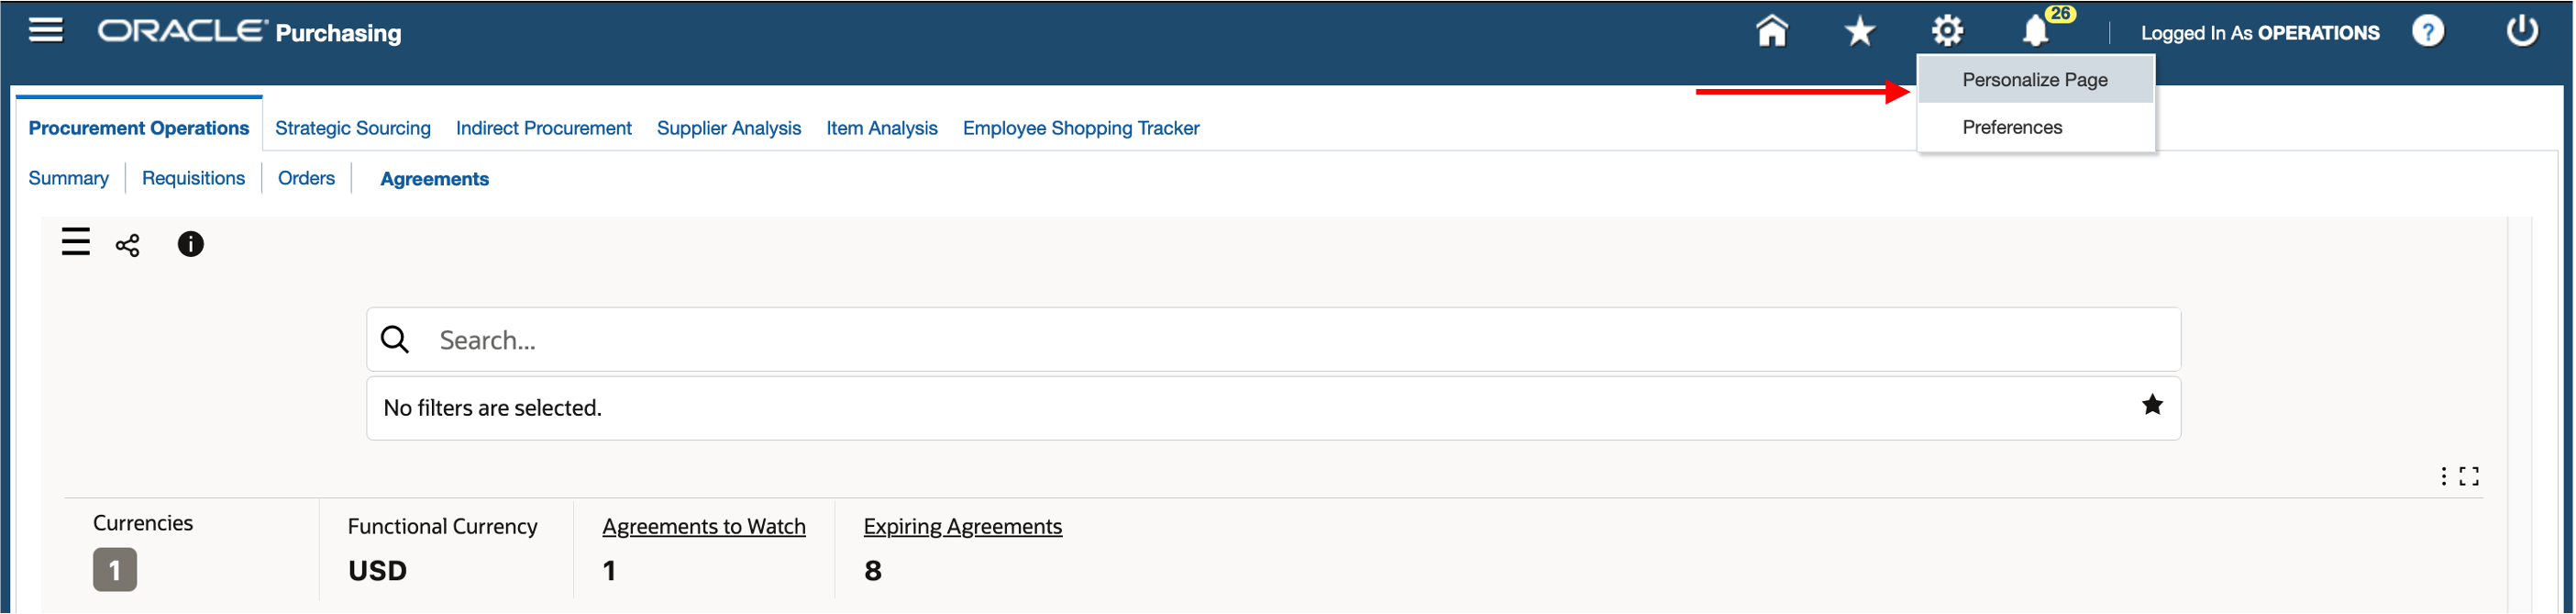 ORACLE Purchasing
26
Logged In As OPERATIONS
?
Personalize Page
Preferences
Procurement Operations Strategic Sourcing Indirect Procurement Supplier Analysis Item Analysis Employee Shopping Tracker
Summary Requisitions Orders Agreements
i
Search...
No filters are selected.
Currencies
1
Functional Currency
USD
Agreements to Watch
1
Expiring Agreements
8